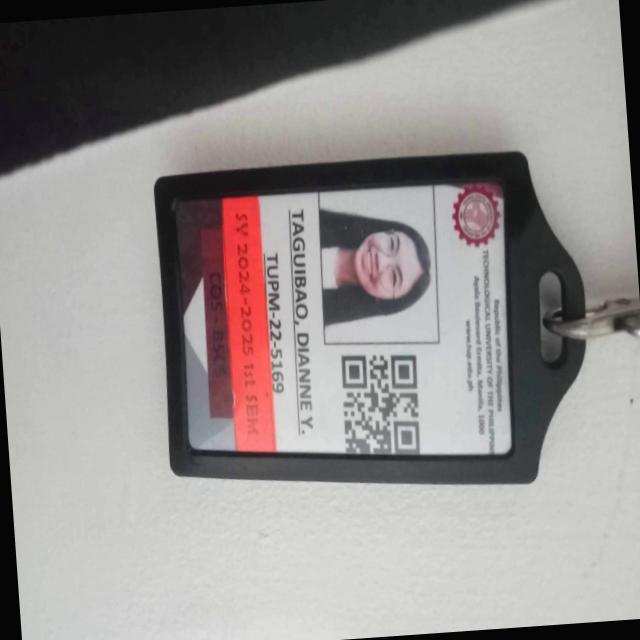 Republic of the Philippines
TECHNOLOGICAL UNIVERSITY OF THE PHILIPPIN
Ayala Boulevard Ermita, Manila, 1000
www.tup.edu.ph
TAGUIBAO, DIANNE Y.
TUPM-22-5169
SY 2024-2025 1st SEM
COS - BSCS